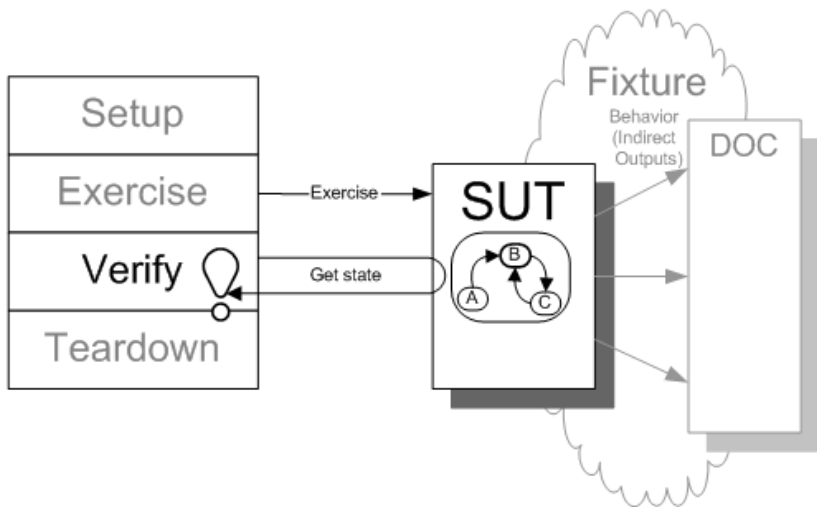 Setup
Exercise
Verify
Teardown
Exercise
Get state
SUT
A
B
C
Fixture
Behavior
(Indirect
Outputs)
DOC